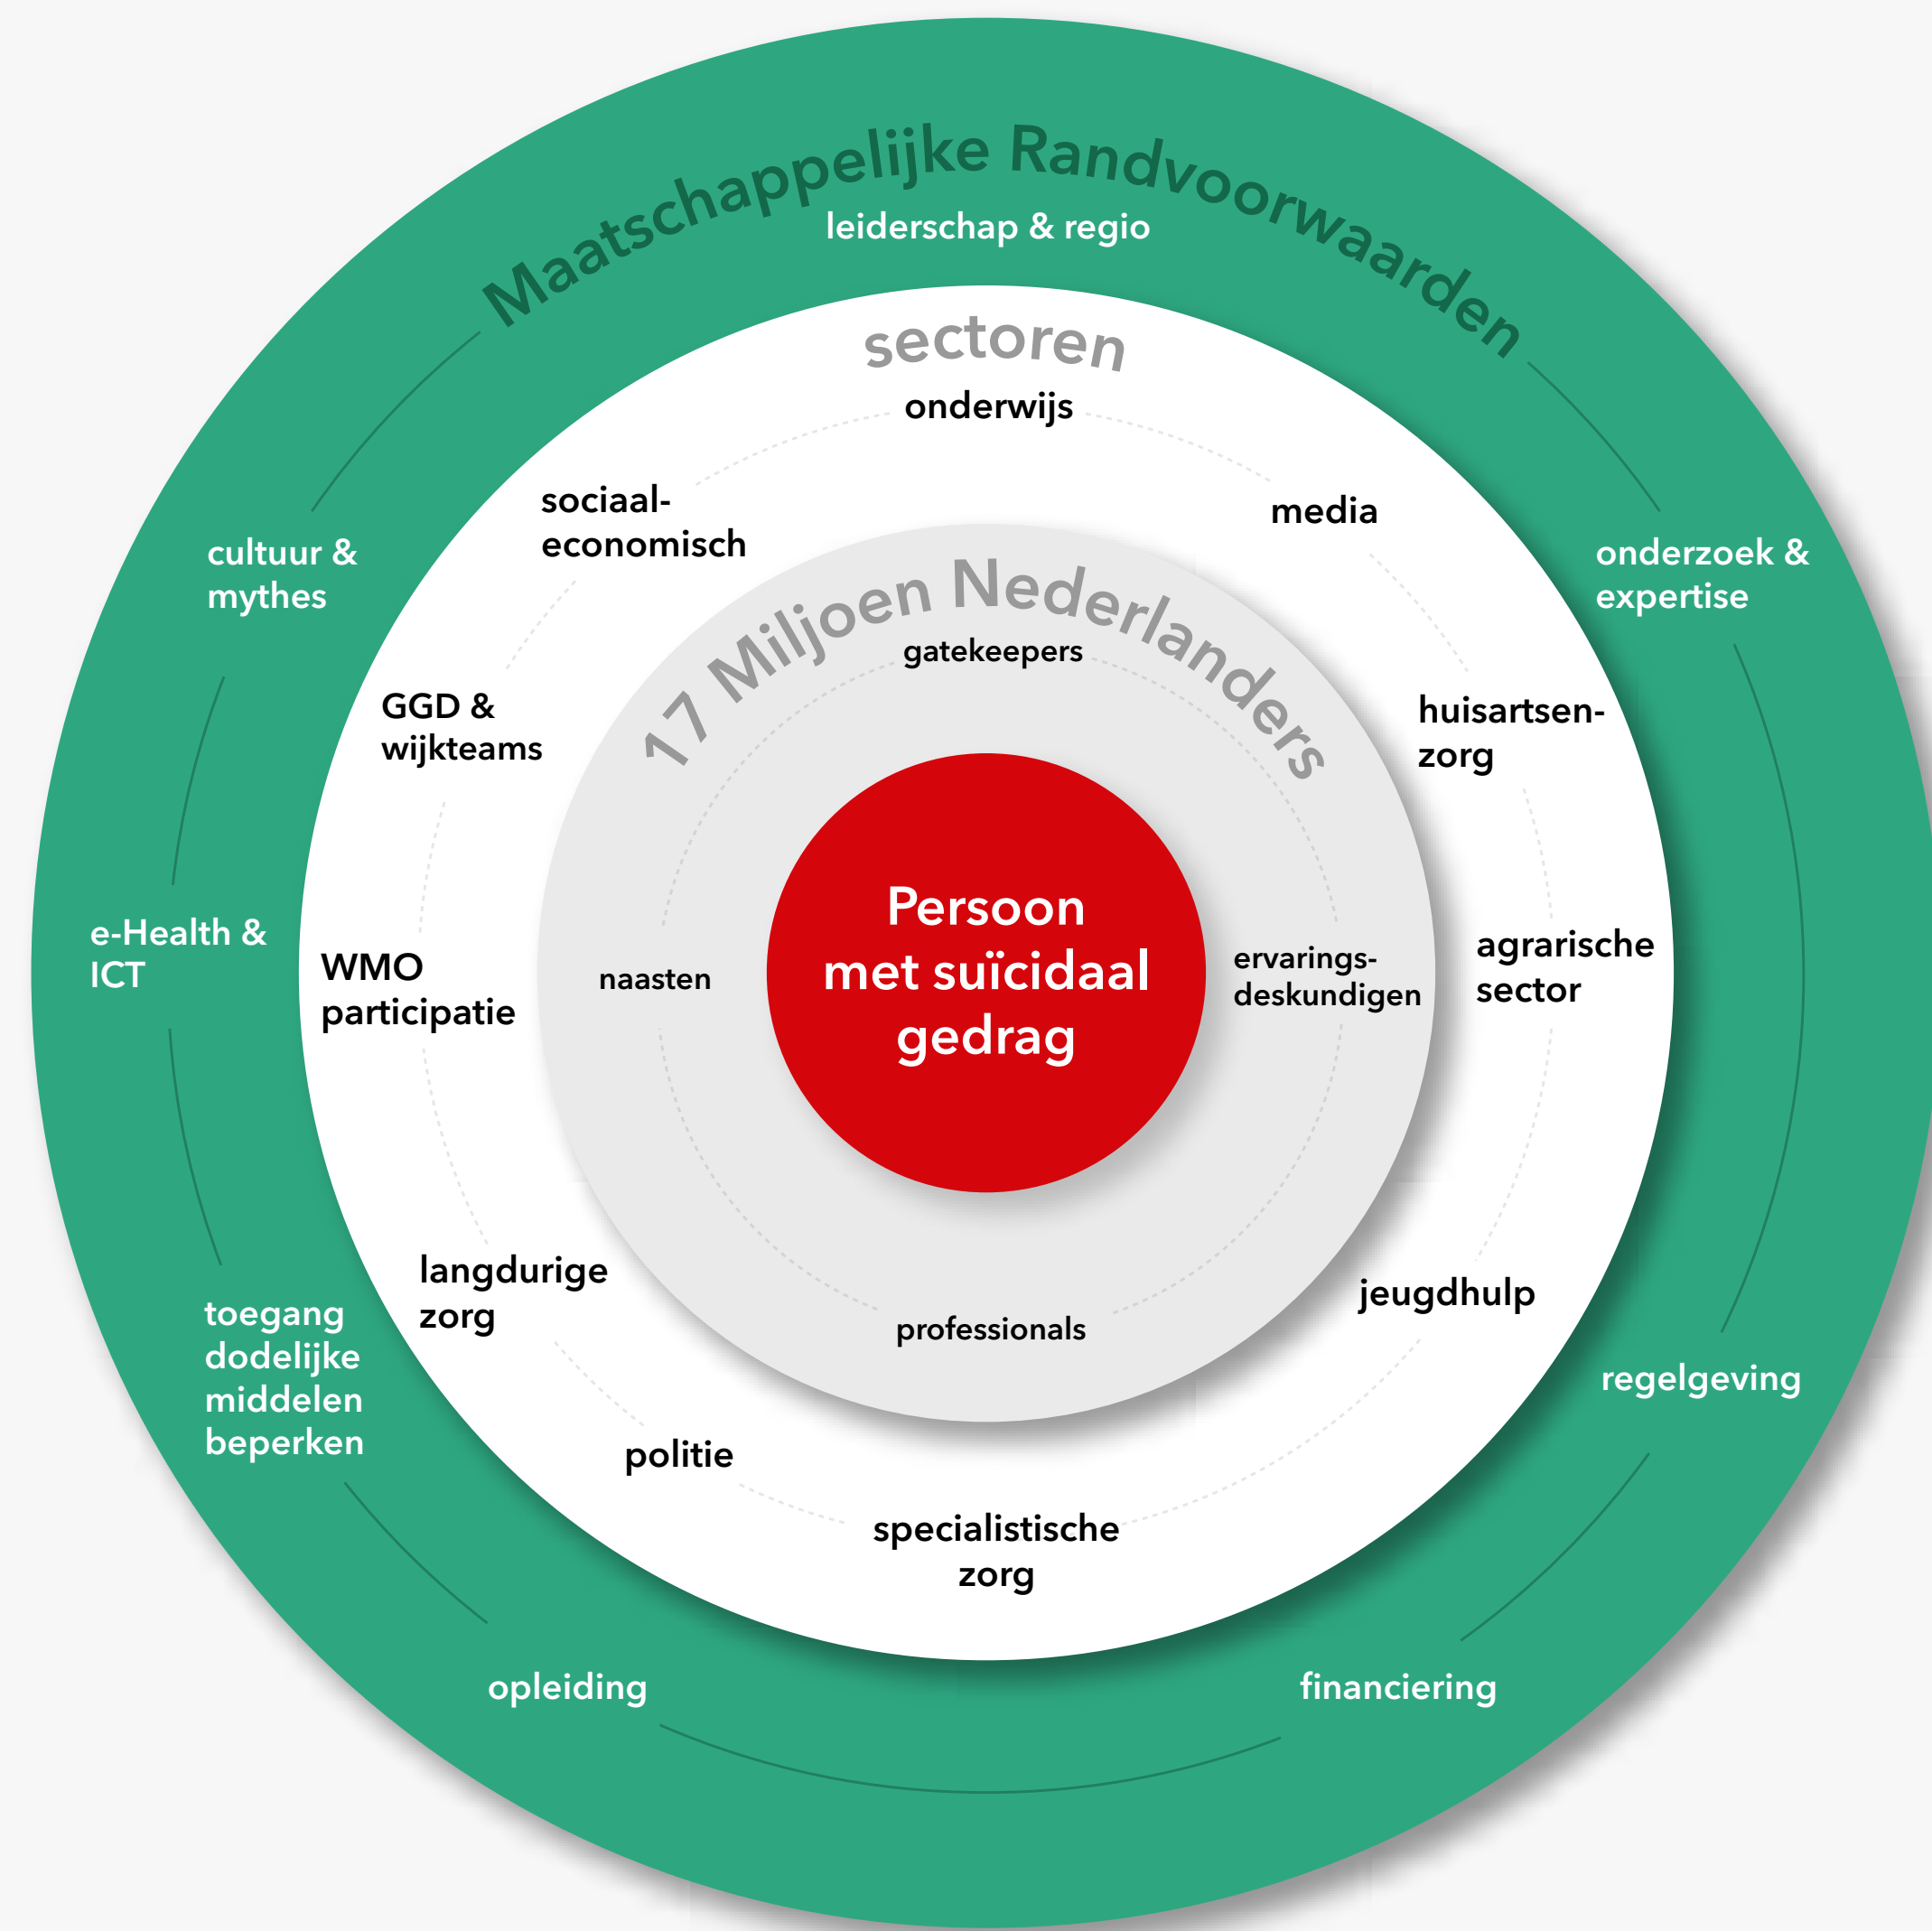 Maatschappelijke Randvoorwaarden
leiderschap & regio
onderzoek &
expertise
regelgeving
financiering
opleiding
toegang
dodelijke
middelen
beperken
e-Health &
ICT
cultuur &
mythes
sectoren
onderwijs
media
huisartsen-
zorg
agrarische
sector
jeugdhulp
specialistische
zorg
politie
langdurige
zorg
WMO
participatie
GGD &
wijkteams
sociaal-
economisch
17 Miljoen Nederlanders
gatekeepers
ervarings-
deskundigen
professionals
naasten
Persoon
met suïcidaal
gedrag